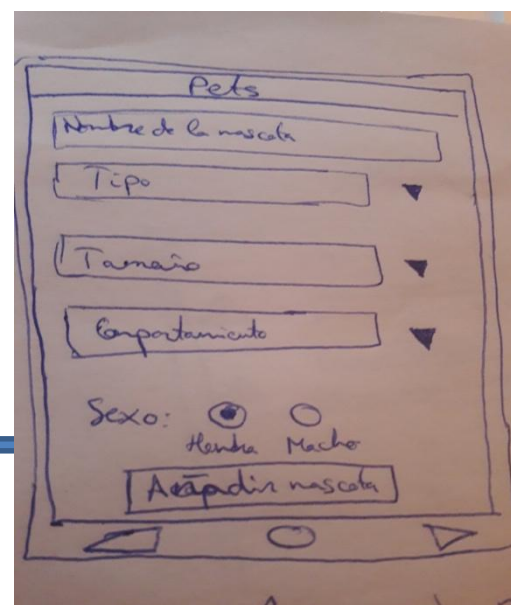 Pets
Nombre de la mascota
Tipo
Tamaño
Comportamiento
Sexo:
Hembra Macho
Añadir mascota